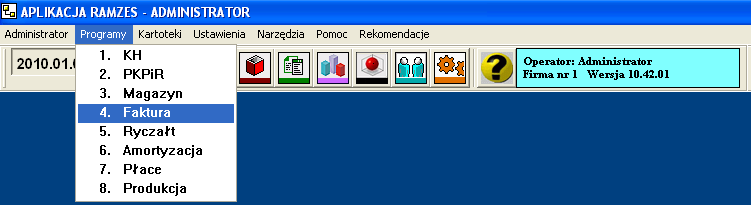 APLIKACJA RAMZES - ADMINISTRATOR
Administrator Programy Kartoteki Ustawienia Narzędzia Pomoc Rekomendacje
2010.01.0
Operator: Administrator
Firma nr 1 Wersja 10.42.01
1. KH
2. PKPiR
3. Magazyn
4. Faktura
5. Ryczałt
6. Amortyzacja
7. Płace
8. Produkcja